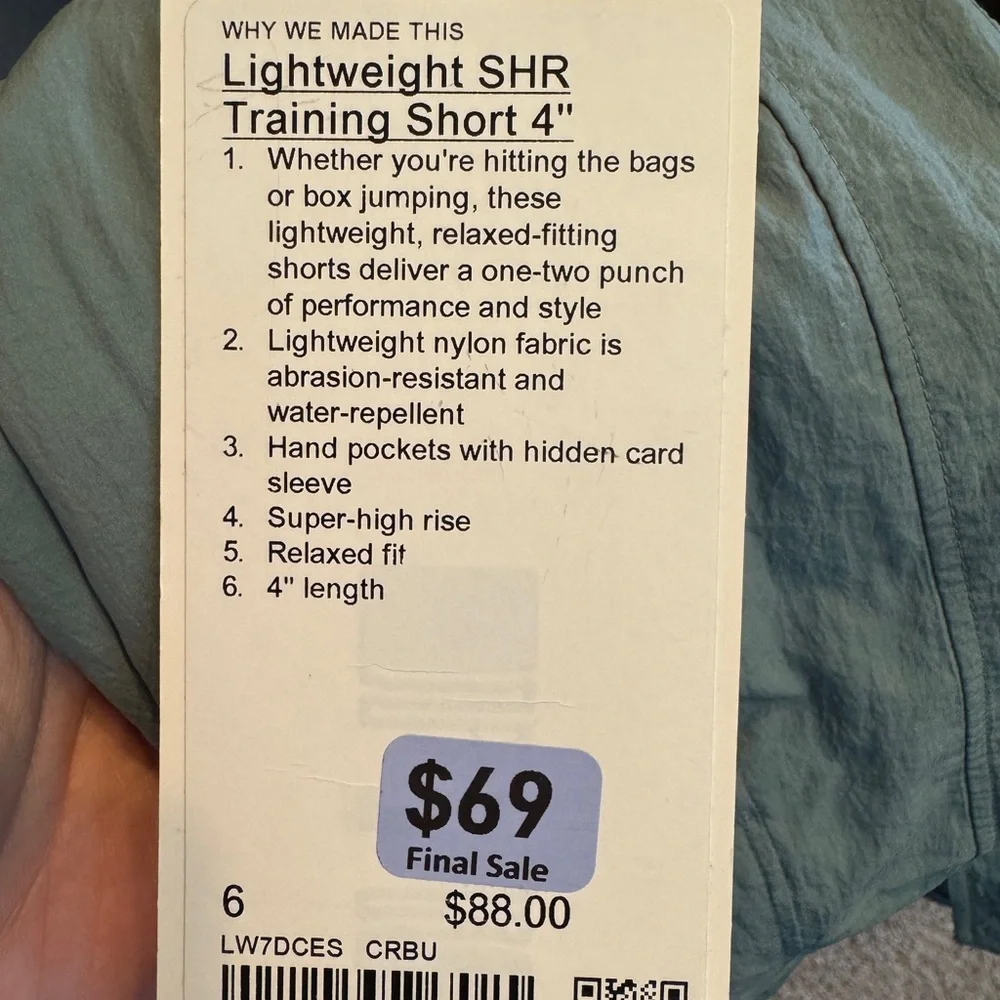 WHY WE MADE THIS
Lightweight SHR
Training Short 4"
1. Whether you're hitting the bags
or box jumping, these
lightweight, relaxed-fitting
shorts deliver a one-two punch
of performance and style
2. Lightweight nylon fabric is
abrasion-resistant and
water-repellent
3. Hand pockets with hidden card
sleeve
4. Super-high rise
5. Relaxed fit
6. 4" length
$69
Final Sale
6 $88.00
LW7DCES CRBU